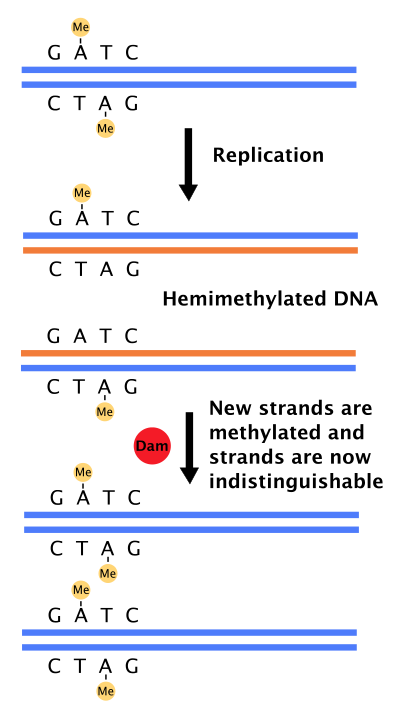 Me
G A T C
C T A G
Me
Replication
Me
G A T C
C T A G
Hemimethylated DNA
G A T C
C T A G
Me
New strands are
methylated and
strands are now
indistinguishable
Dam
Me
G A T C
C T A G
Me
Me
G A T C
C T A G
Me